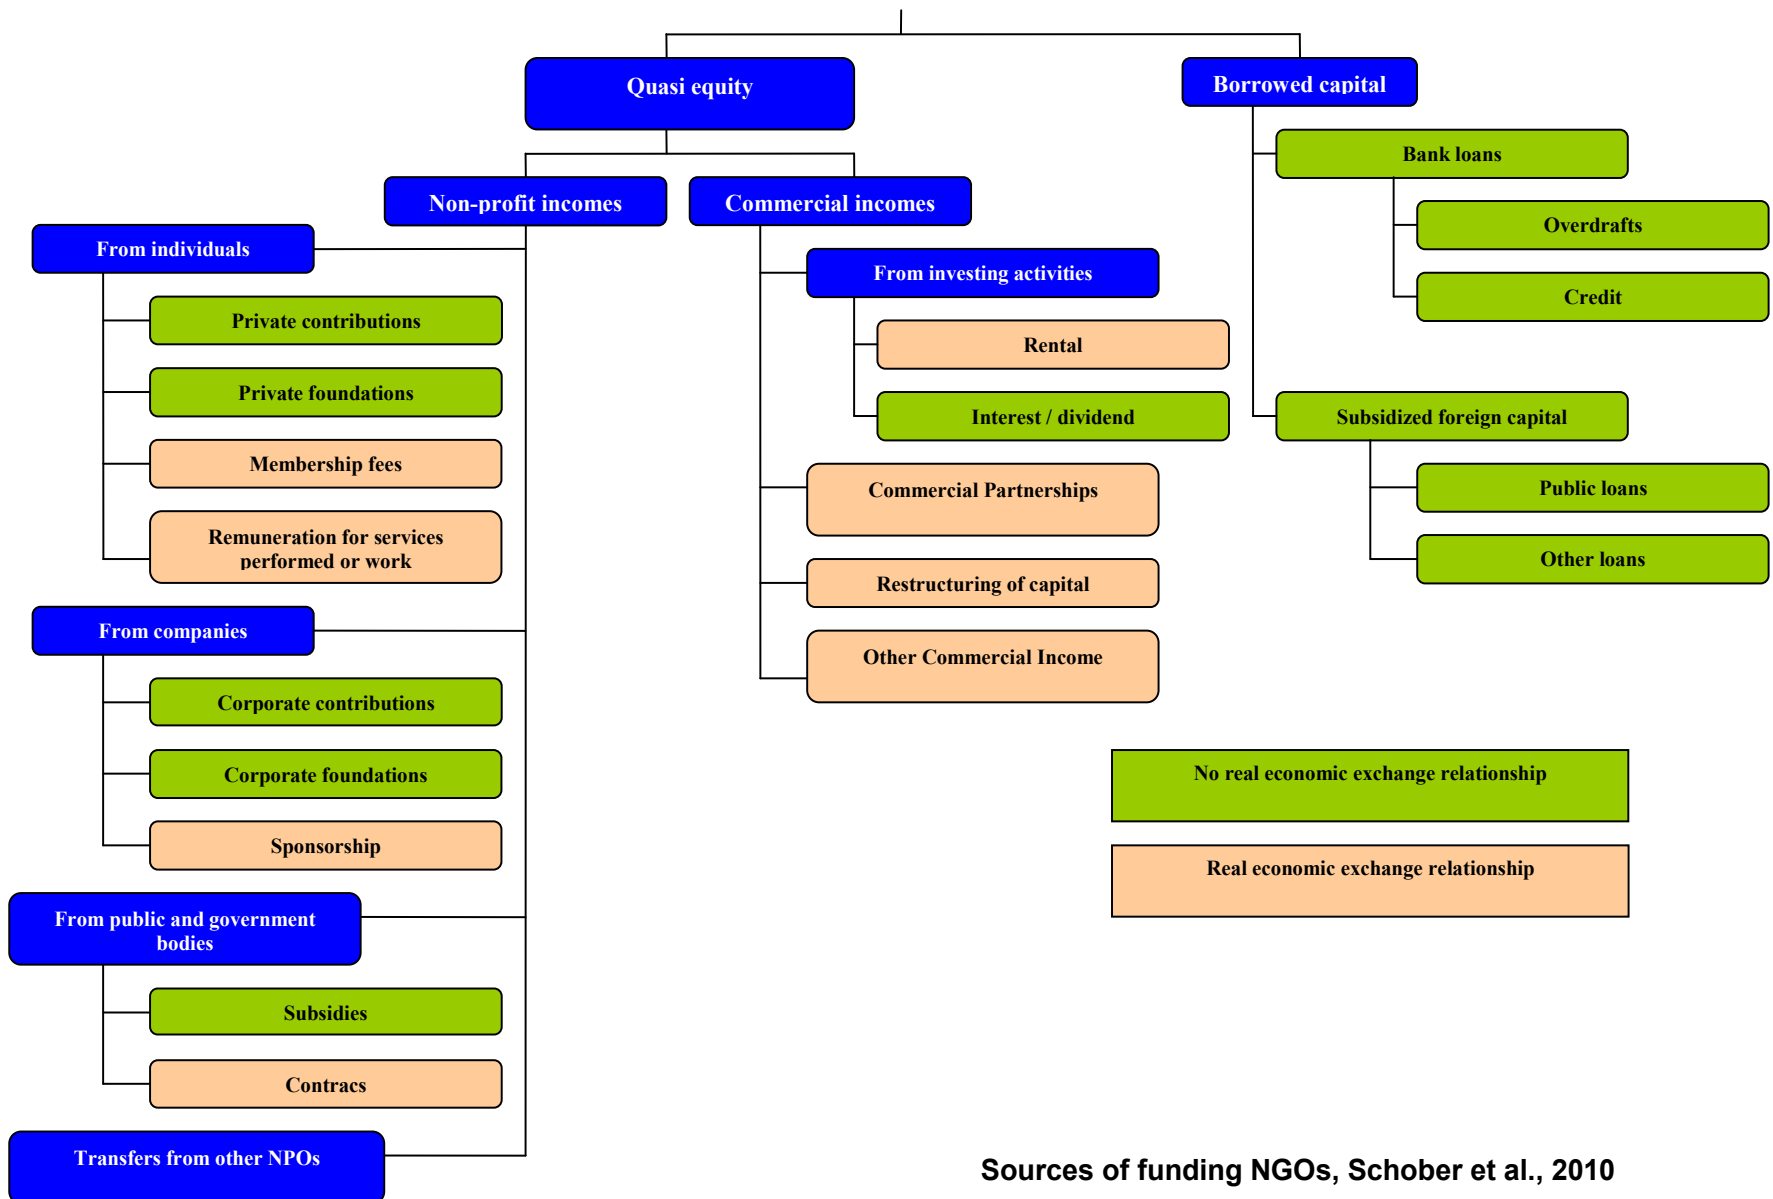 Quasi equity
Borrowed capital
Bank loans
Non-profit incomes
Commercial incomes
Overdrafts
From individuals
From investing activities
Credit
Private contributions
Rental
Private foundations
Interest / dividend
Subsidized foreign capital
Membership fees
Commercial Partnerships
Public loans
Remuneration for services
performed or work
Other loans
Restructuring of capital
From companies
Other Commercial Income
Corporate contributions
Corporate foundations
No real economic exchange relationship
Sponsorship
Real economic exchange relationship
From public and government
bodies
Subsidies
Contracs
Transfers from other NPOs
Sources of funding NGOs, Schober et al., 2010